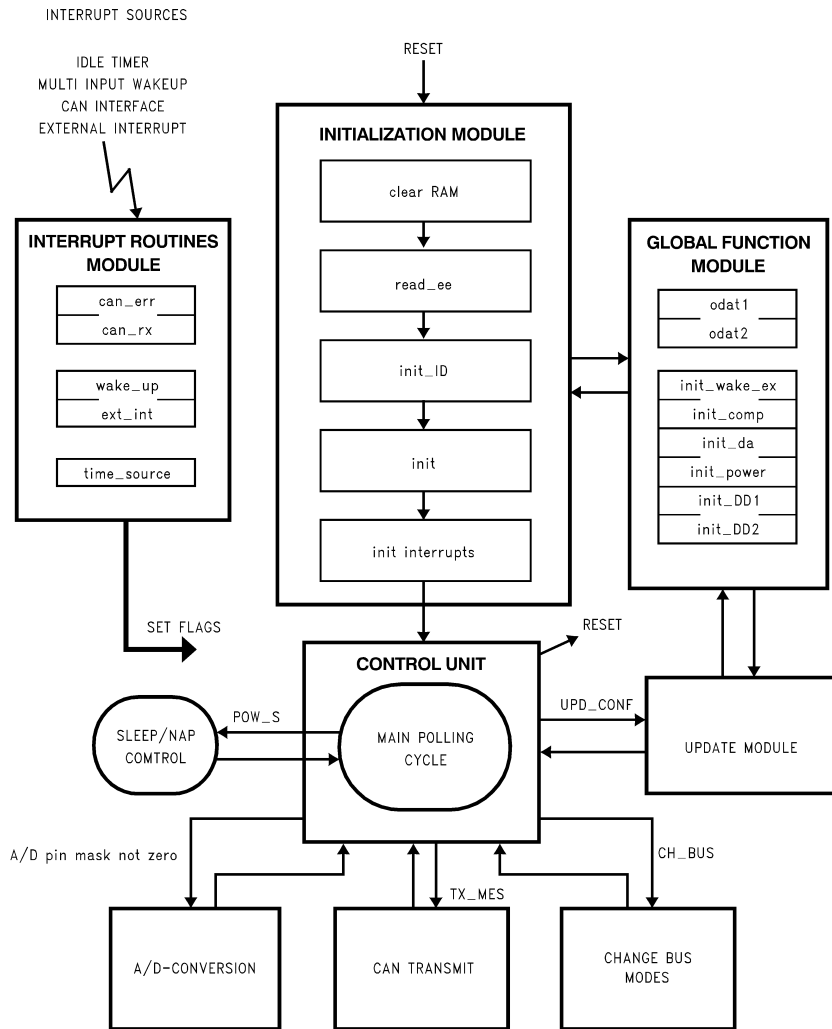 INTERRUPT SOURCES
IDLE TIMER
MULTI INPUT WAKEUP
CAN INTERFACE
EXTERNAL INTERRUPT
RESET
INITIALIZATION MODULE
clear RAM
read_ee
init_ID
init
init interrupts
INTERRUPT ROUTINES
MODULE
can_err
can_rx
wake_up
ext_int
time_source
GLOBAL FUNCTION
MODULE
odat1
odat2
init_wake_ex
init_comp
init_da
init_power
init_DD1
init_DD2
SET FLAGS
RESET
CONTROL UNIT
MAIN POLLING
CYCLE
POW_S
SLEEP/NAP
COMTROL
UPD_CONF
UPDATE MODULE
A/D pin mask not zero
TX_MES
CH_BUS
A/D-CONVERSION
CAN TRANSMIT
CHANGE BUS
MODES